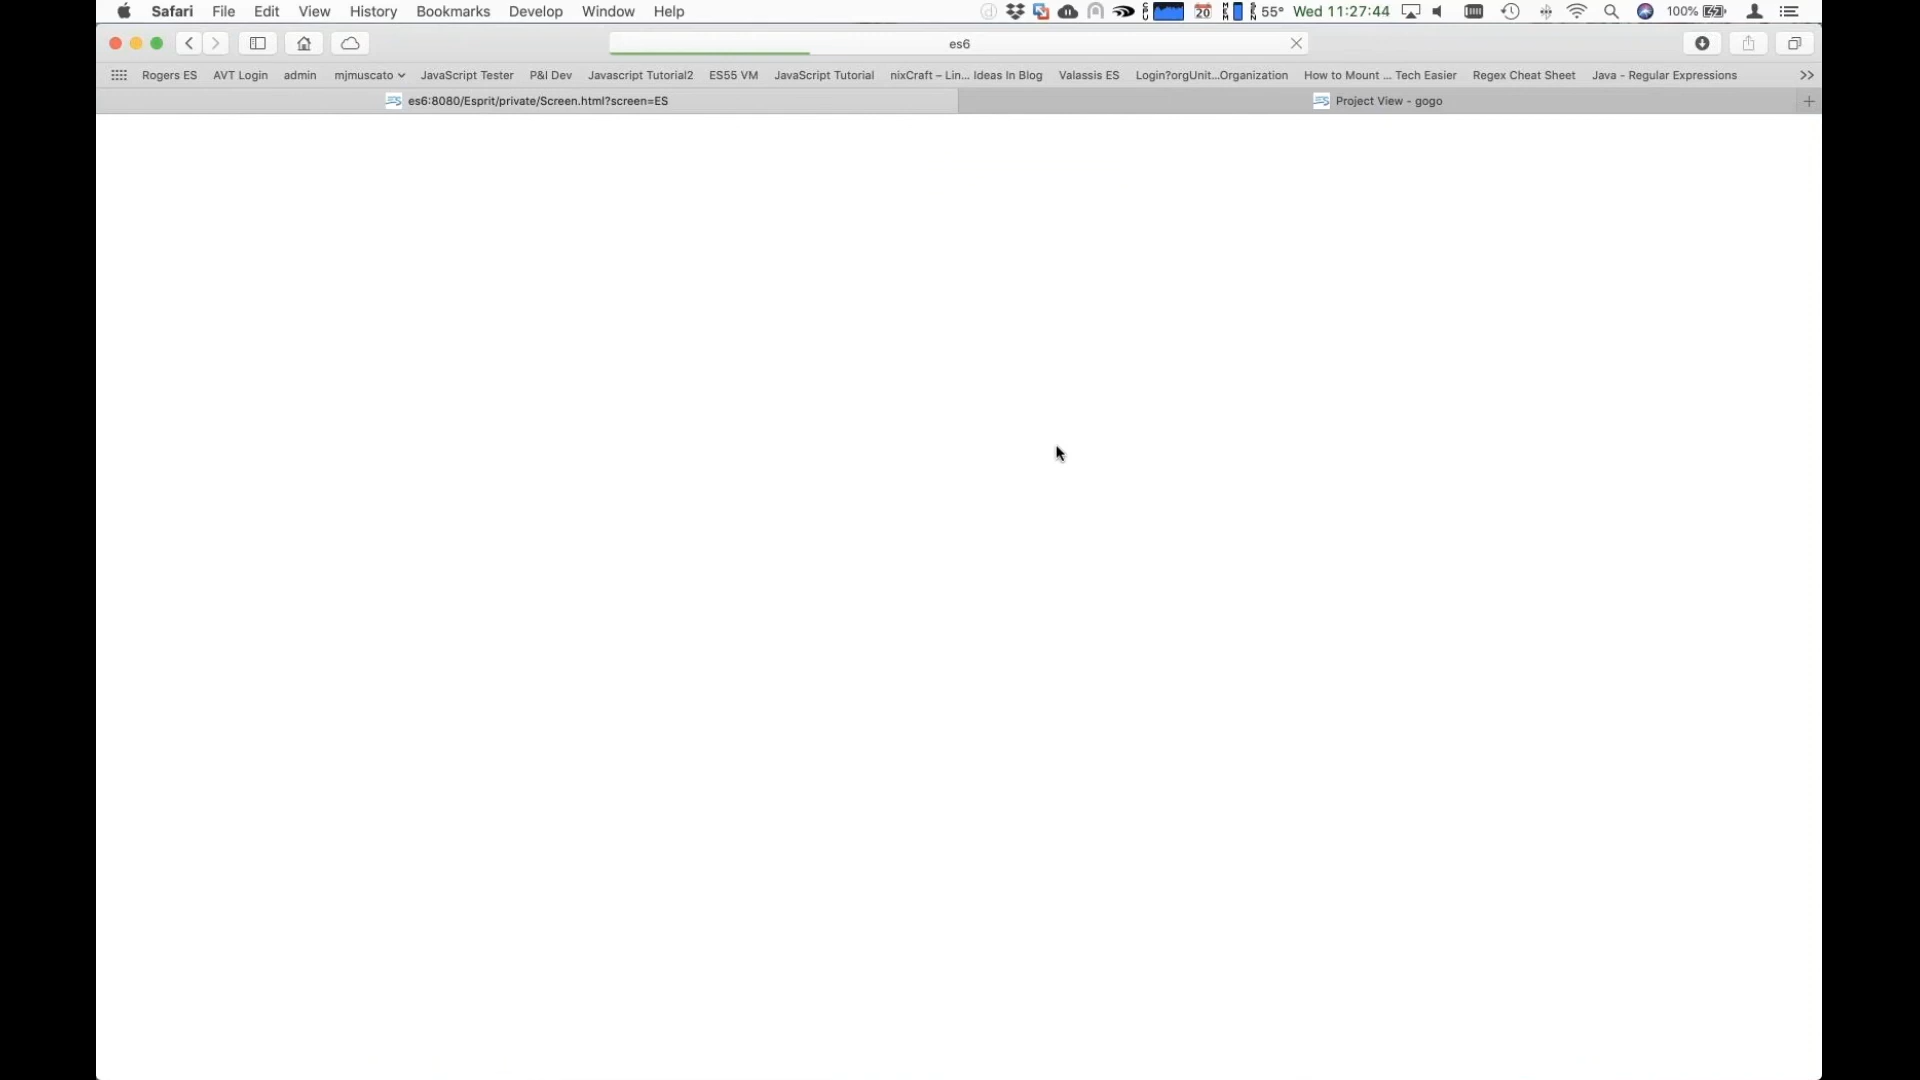 Safari File Edit View History Bookmarks Develop Window Help 20 55° Wed 11:27:44 100%
es6
Rogers ES AVT Login admin mjmuscato JavaScript Tester P&I Dev Javascript Tutorial2 ES55 VM JavaScript Tutorial nixCraft – Lin... Ideas In Blog Valassis ES Login?orgUnit...Organization How to Mount ... Tech Easier Regex Cheat Sheet Java - Regular Expressions
es6:8080/Esprit/private/Screen.html?screen=ES Project View - gogo